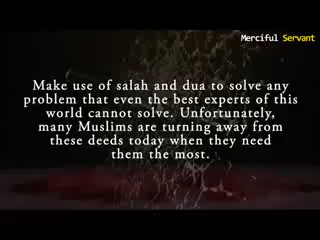 Merciful Servant
Make use of salah and dua to solve any
problem that even the best experts of this
world cannot solve. Unfortunately,
many Muslims are turning away from
these deeds today when they need
them the most.